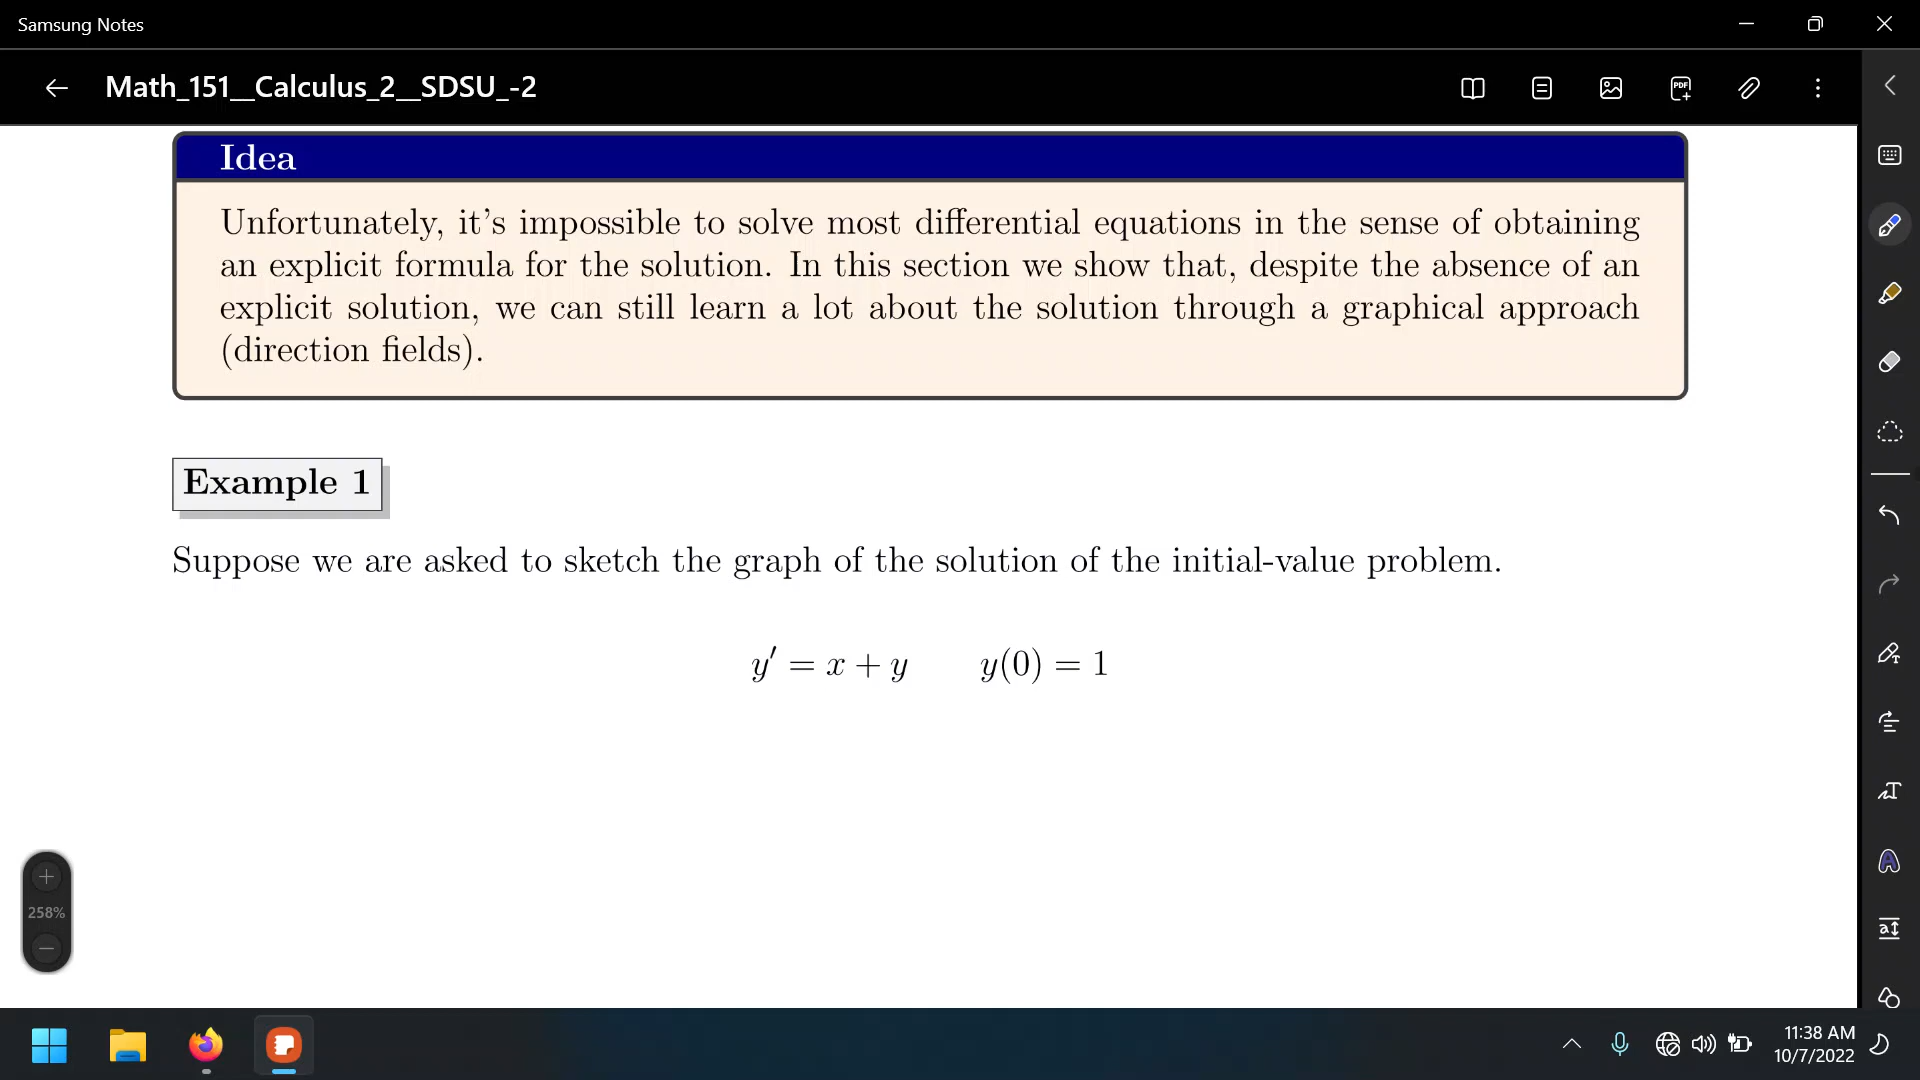 Samsung Notes
Math_151__Calculus_2__SDSU_-2
PDF
Idea
Unfortunately, it's impossible to solve most differential equations in the sense of obtaining
an explicit formula for the solution. In this section we show that, despite the absence of an
explicit solution, we can still learn a lot about the solution through a graphical approach
(direction fields).
Example 1
Suppose we are asked to sketch the graph of the solution of the initial-value problem.
y′ = x + y y(0) = 1
258%
11:38 AM
10/7/2022